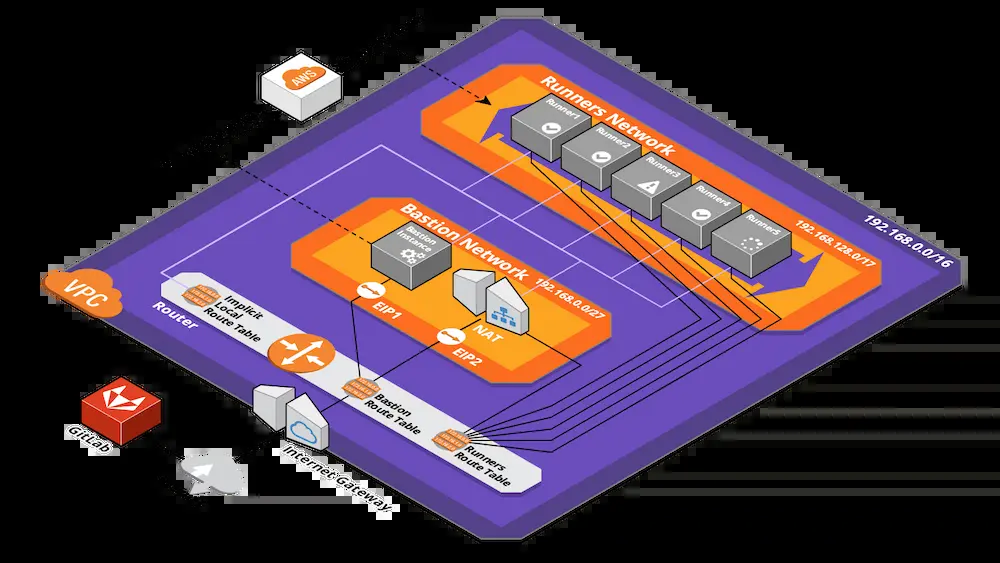 AWS
Runners Network
Runner1
Runner2
Runner3
Runner4
Runner5
192.168.128.0/17
192.168.0.0/16
Bastion Network
Bastion
Instance
192.168.0.0/27
EIP1
NAT
EIP2
VPC
Implicit
Local
Route Table
Router
Bastion
Route Table
Runners
Route Table
GitLab
Internet Gateway